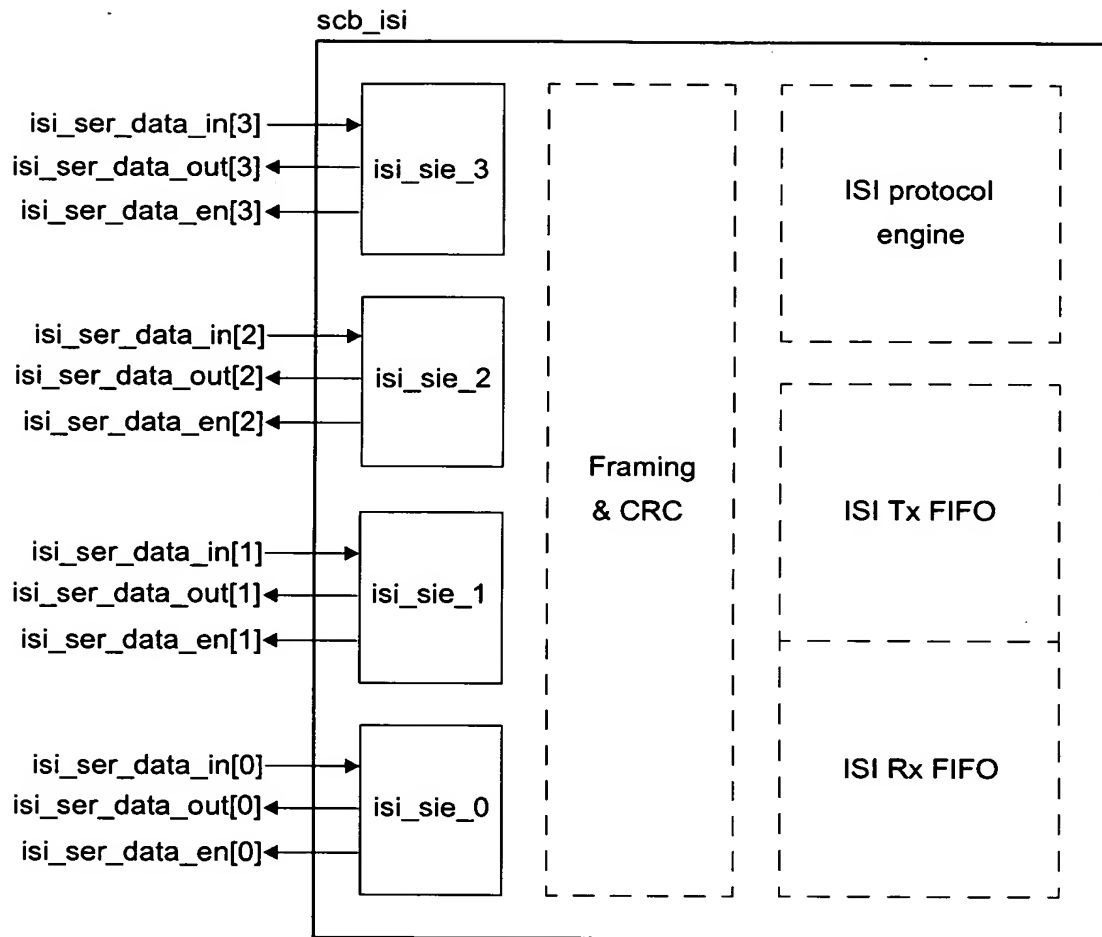 scb_isi
isi_ser_data_in[3]
isi_ser_data_out[3]
isi_ser_data_en[3]
isi_sie_3
isi_ser_data_in[2]
isi_ser_data_out[2]
isi_ser_data_en[2]
isi_sie_2
isi_ser_data_in[1]
isi_ser_data_out[1]
isi_ser_data_en[1]
isi_sie_1
isi_ser_data_in[0]
isi_ser_data_out[0]
isi_ser_data_en[0]
isi_sie_0
Framing
& CRC
ISI protocol
engine
ISI Tx FIFO
ISI Rx FIFO